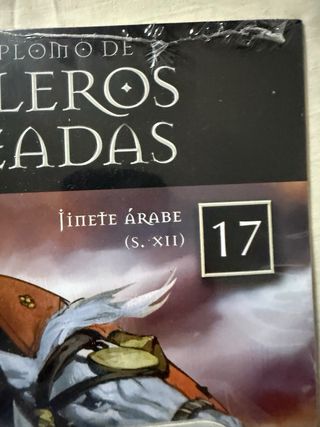 PLOMO DE
LEROS
EADAS
JINETE ÁRABE
(S. XII)
17